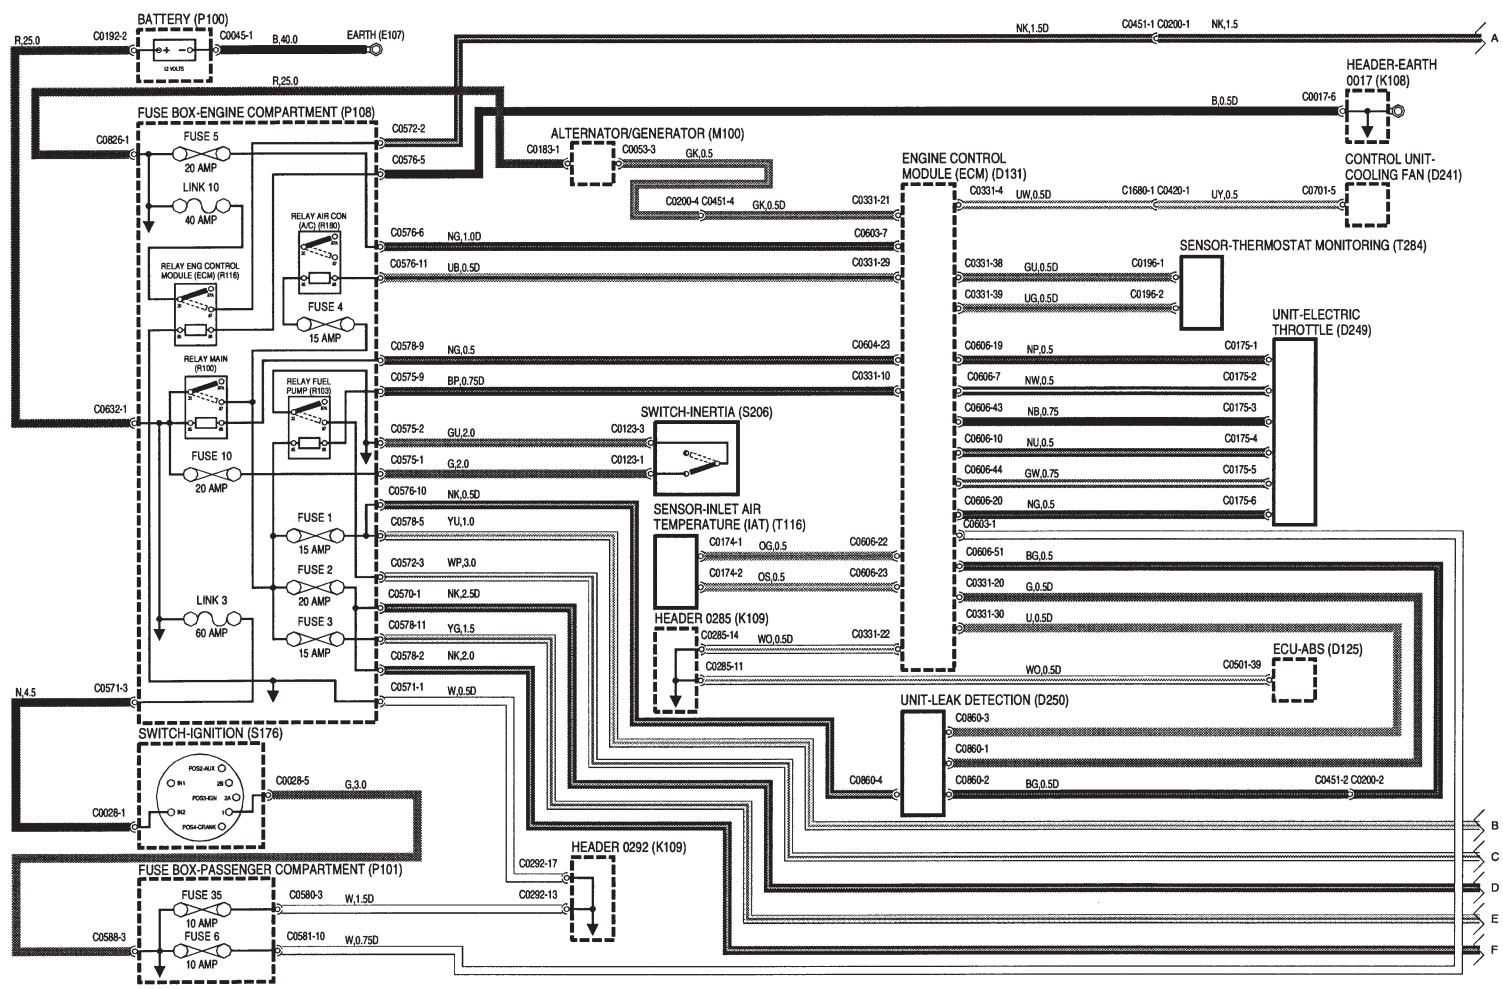 BATTERY (P100)
R,25.0
C0192-2
+ -
12 VOLTS
C0045-1
B,40.0
EARTH (E107)
NK,1.5D
C0451-1 C0200-1
NK,1.5
A
R,25.0
HEADER-EARTH
0017 (K108)
B,0.5D
C0017-6
FUSE BOX-ENGINE COMPARTMENT (P108)
C0826-1
FUSE 5
20 AMP
LINK 10
40 AMP
C0572-2
C0576-5
ALTERNATOR/GENERATOR (M100)
C0183-1
C0053-3
GK,0.5
C0200-4 C0451-4
GK,0.5D
C0331-21
ENGINE CONTROL
MODULE (ECM) (D131)
C0331-4
UW,0.5D
C1680-1 C0420-1
UY,0.5
C0701-5
CONTROL UNIT-
COOLING FAN (D241)
RELAY AIR CON
(A/C) (R180)
C0576-6
NG,1.0D
C0603-7
C0576-11
UB,0.5D
C0331-29
SENSOR-THERMOSTAT MONITORING (T284)
C0331-38
GU,0.5D
C0196-1
C0331-39
UG,0.5D
C0196-2
RELAY ENG CONTROL
MODULE (ECM) (R116)
FUSE 4
15 AMP
UNIT-ELECTRIC
THROTTLE (D249)
C0578-9
NG,0.5
C0604-23
C0575-9
BP,0.75D
C0331-10
C0606-19
NP,0.5
C0175-1
C0606-7
NW,0.5
C0175-2
C0606-43
NB,0.75
C0175-3
C0606-10
NU,0.5
C0175-4
C0606-44
GW,0.75
C0175-5
C0606-20
NG,0.5
C0175-6
C0603-1
RELAY MAIN
(R100)
RELAY FUEL
PUMP (R103)
C0632-1
SWITCH-INERTIA (S206)
C0575-2
GU,2.0
C0123-3
C0575-1
G,2.0
C0123-1
FUSE 10
20 AMP
C0576-10
NK,0.5D
SENSOR-INLET AIR
TEMPERATURE (IAT) (T116)
FUSE 1
15 AMP
C0578-5
YU,1.0
C0174-1
OG,0.5
C0606-22
C0606-51
BG,0.5
C0572-3
WP,3.0
C0174-2
OS,0.5
C0606-23
C0331-20
G,0.5D
FUSE 2
20 AMP
C0570-1
NK,2.5D
LINK 3
60 AMP
FUSE 3
15 AMP
HEADER 0285 (K109)
C0331-30
U,0.5D
C0578-11
YG,1.5
C0285-14
WO,0.5D
C0331-22
C0578-2
NK,2.0
C0285-11
WO,0.5D
C0501-39
ECU-ABS (D125)
C0571-3
N,4.5
C0571-1
W,0.5D
UNIT-LEAK DETECTION (D250)
C0860-3
C0860-1
C0860-4
C0860-2
BG,0.5D
C0451-2 C0200-2
SWITCH-IGNITION (S176)
POS2-AUX
IN1
2B
POS3-IGN
2A
IN2
1
POS4-CRANK
C0028-5
G,3.0
C0028-1
B
C
D
E
F
HEADER 0292 (K109)
C0292-17
C0292-13
FUSE BOX-PASSENGER COMPARTMENT (P101)
FUSE 35
10 AMP
C0580-3
W,1.5D
C0588-3
FUSE 6
10 AMP
C0581-10
W,0.75D